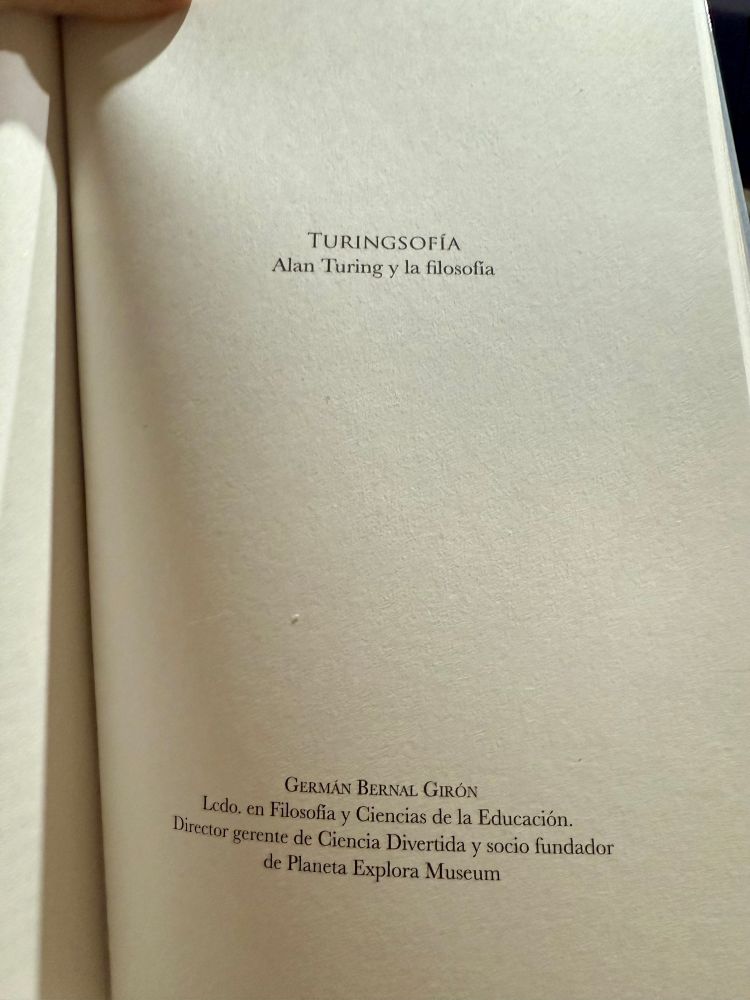 TURINGSOFÍA
Alan Turing y la filosofía
GERMÁN BERNAL GIRÓN
Lcdo. en Filosofía y Ciencias de la Educación.
Director gerente de Ciencia Divertida y socio fundador
de Planeta Explora Museum